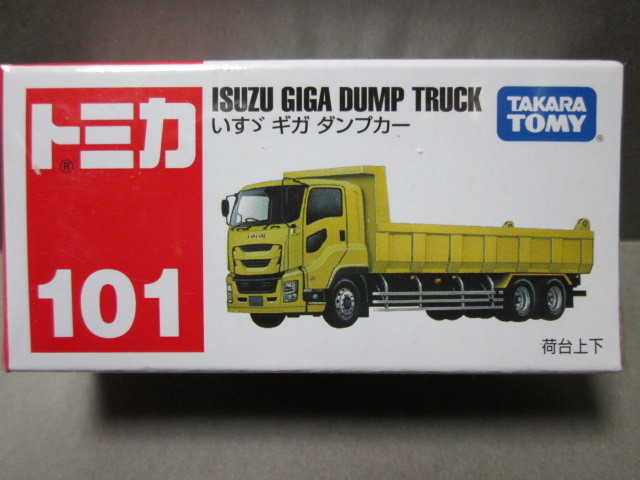 トミカ
®
101
ISUZU GIGA DUMP TRUCK
いすゞ ギガ ダンプカー
TAKARA
TOMY
®
ISUZU
荷台上下